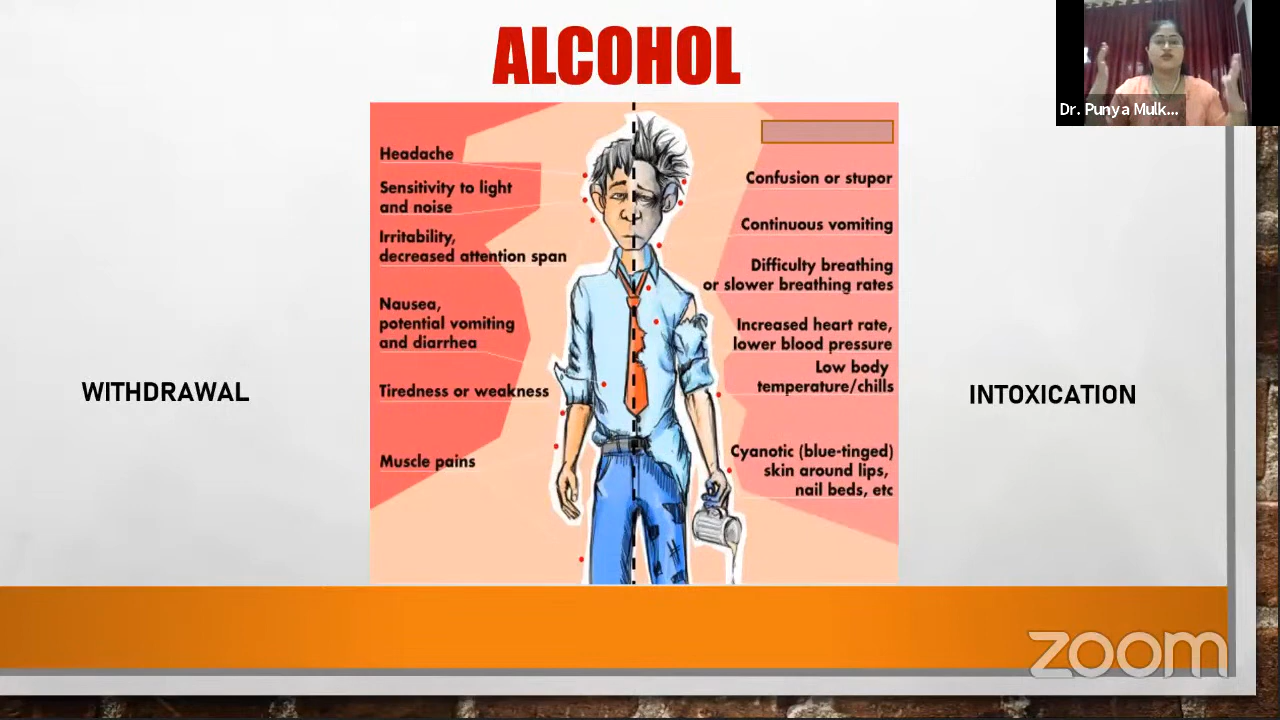 ALCOHOL
Dr. Punya Mulk...
Headache
Sensitivity to light
and noise
Irritability,
decreased attention span
Nausea,
potential vomiting
and diarrhea
Tiredness or weakness
Muscle pains
Confusion or stupor
Continuous vomiting
Difficulty breathing
or slower breathing rates
Increased heart rate,
lower blood pressure
Low body
temperature/chills
Cyanotic (blue-tinged)
skin around lips,
nail beds, etc
WITHDRAWAL
INTOXICATION
zoom